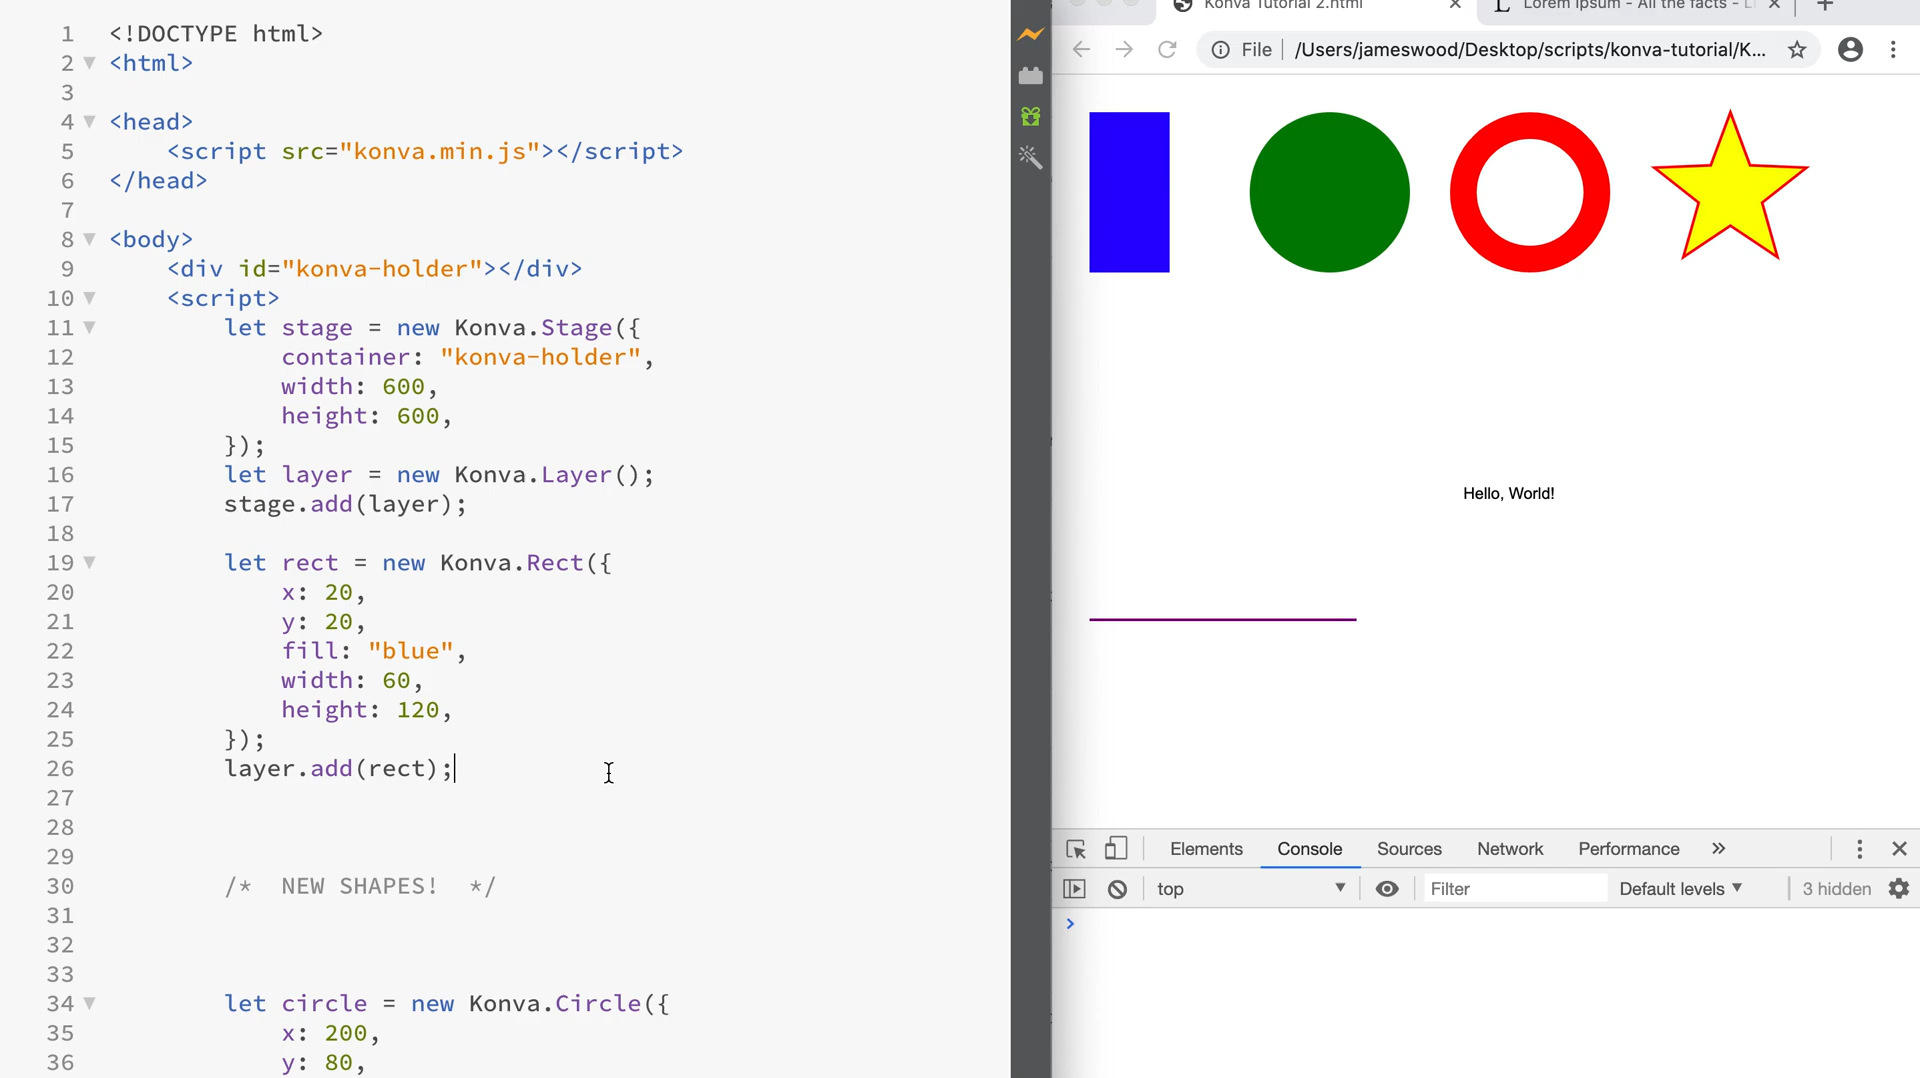 1 <!DOCTYPE html>
2 <html>
3
4 <head>
5 <script src="konva.min.js"></script>
6 </head>
7
8 <body>
9 <div id="konva-holder"></div>
10 <script>
11 let stage = new Konva.Stage({
12 container: "konva-holder",
13 width: 600,
14 height: 600,
15 });
16 let layer = new Konva.Layer();
17 stage.add(layer);
18
19 let rect = new Konva.Rect({
20 x: 20,
21 y: 20,
22 fill: "blue",
23 width: 60,
24 height: 120,
25 });
26 layer.add(rect);
27
28
29
30 /* NEW SHAPES! */
31
32
33
34 let circle = new Konva.Circle({
35 x: 200,
36 y: 80,
Konva Tutorial 2.html
Lorem Ipsum - All the facts - Li
File /Users/jameswood/Desktop/scripts/konva-tutorial/K...
Hello, World!
Elements Console Sources Network Performance
top Filter Default levels 3 hidden